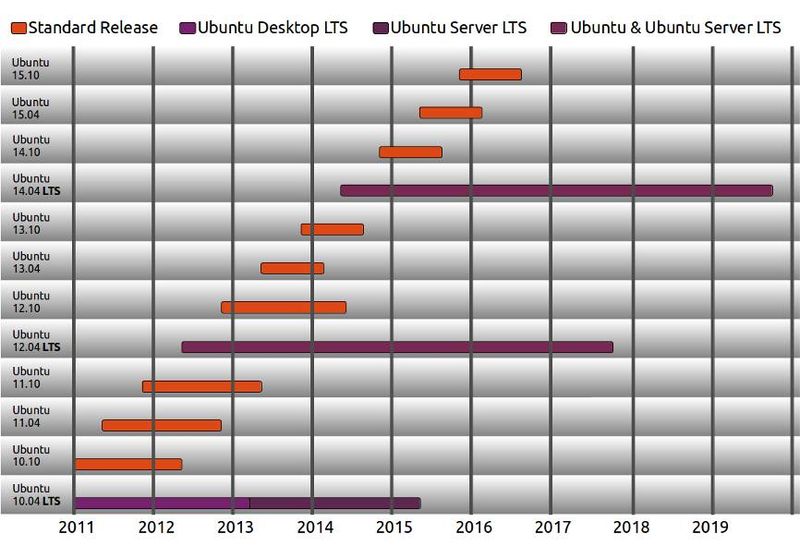 Standard Release Ubuntu Desktop LTS Ubuntu Server LTS Ubuntu & Ubuntu Server LTS
Ubuntu
15.10
Ubuntu
15.04
Ubuntu
14.10
Ubuntu
14.04 LTS
Ubuntu
13.10
Ubuntu
13.04
Ubuntu
12.10
Ubuntu
12.04 LTS
Ubuntu
11.10
Ubuntu
11.04
Ubuntu
10.10
Ubuntu
10.04 LTS
2011 2012 2013 2014 2015 2016 2017 2018 2019